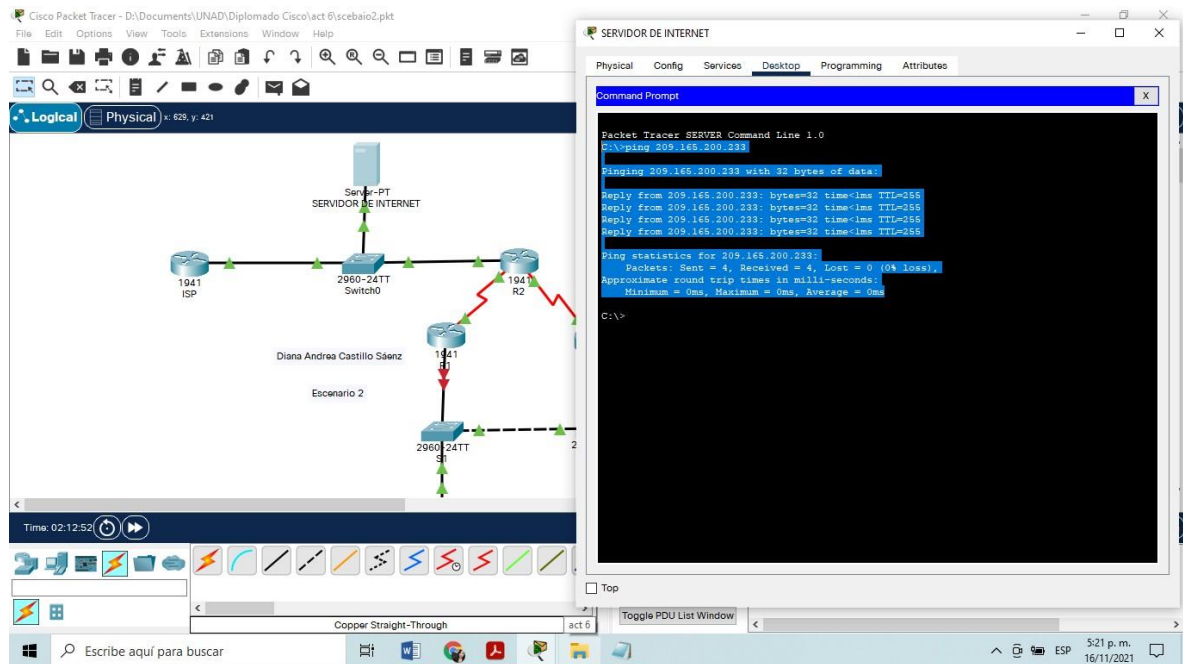 Cisco Packet Tracer - D:\Documents\UNAD\Diplomado Cisco\act 6\scebaio2.pkt
File Edit Options View Tools Extensions Window Help
Logical Physical x: 629, y: 421
Server-PT
SERVIDOR DE INTERNET
1941
ISP
2960-24TT
Switch0
1941
R2
1941
R1
Diana Andrea Castillo Sáenz
Escenario 2
2960-24TT
S1
2
Time: 02:12:52
Copper Straight-Through
act 6
SERVIDOR DE INTERNET
Physical Config Services Desktop Programming Attributes
Command Prompt X
Packet Tracer SERVER Command Line 1.0
C:\>ping 209.165.200.233
Pinging 209.165.200.233 with 32 bytes of data:
Reply from 209.165.200.233: bytes=32 time<1ms TTL=255
Reply from 209.165.200.233: bytes=32 time<1ms TTL=255
Reply from 209.165.200.233: bytes=32 time<1ms TTL=255
Reply from 209.165.200.233: bytes=32 time<1ms TTL=255
Ping statistics for 209.165.200.233:
Packets: Sent = 4, Received = 4, Lost = 0 (0% loss),
Approximate round trip times in milli-seconds:
Minimum = 0ms, Maximum = 0ms, Average = 0ms
C:\>
Top
Toggle PDU List Window
Escribe aquí para buscar
ESP
5:21 p. m.
16/11/2021